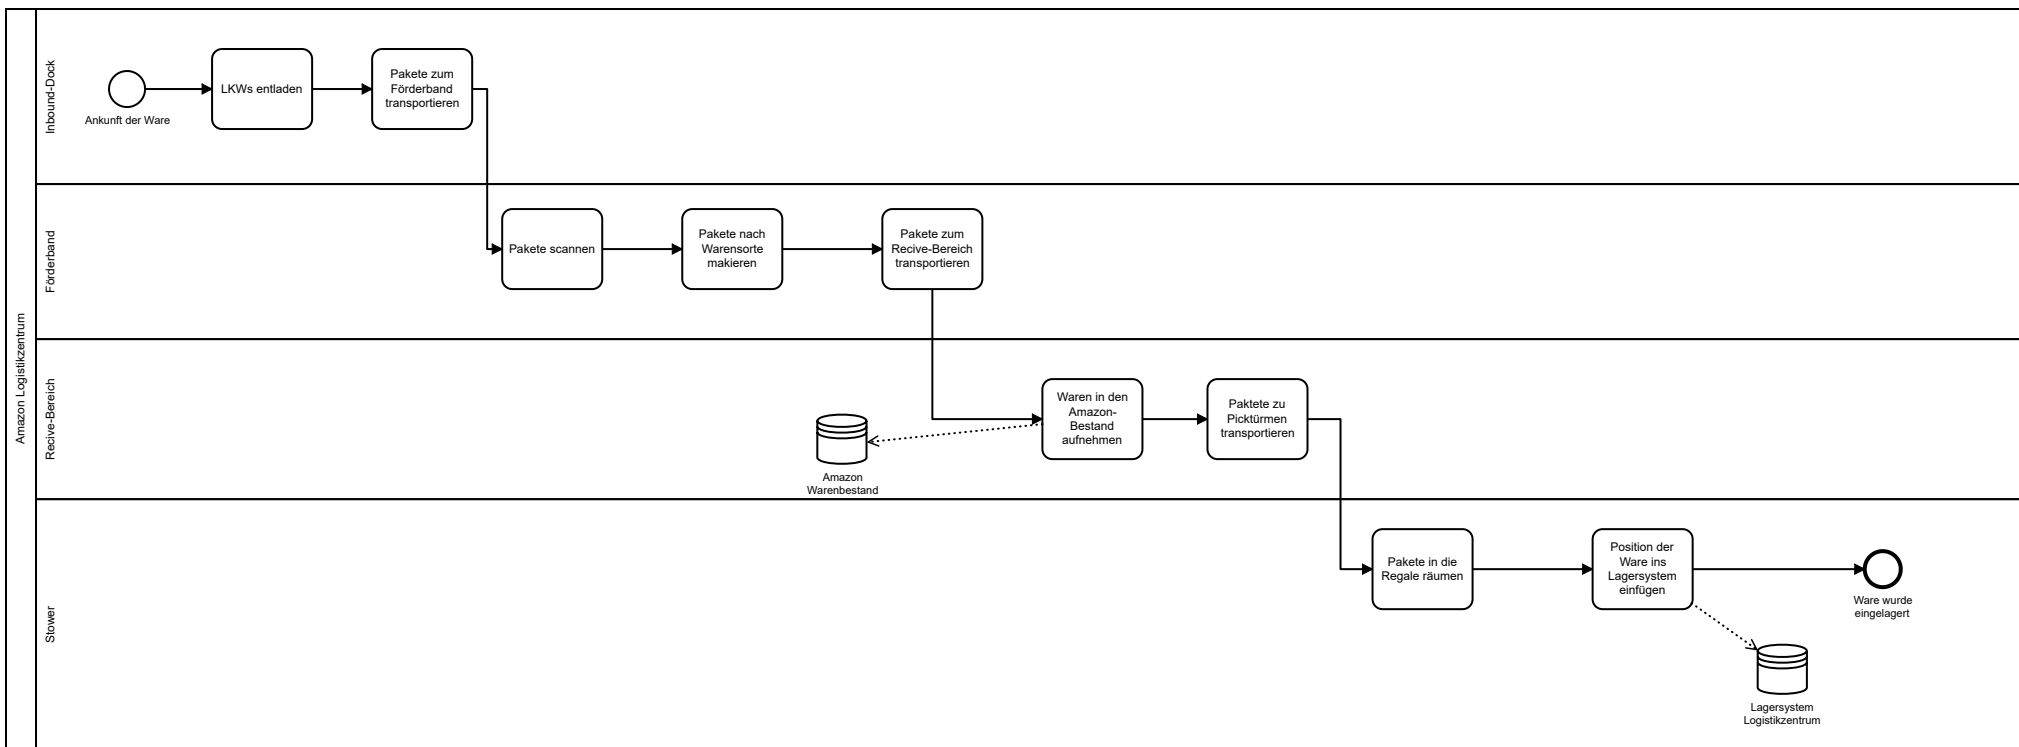 Amazon Logistikzentrum
Inbound-Dock
Ankunft der Ware
LKWs entladen
Pakete zum
Förderband
transportieren
Förderband
Pakete scannen
Pakete nach
Warensorte
makieren
Pakete zum
Recive-Bereich
transportieren
Recive-Bereich
Amazon
Warenbestand
Waren in den
Amazon-
Bestand
aufnehmen
Paktete zu
Picktürmen
transportieren
Stower
Pakete in die
Regale räumen
Position der
Ware ins
Lagersystem
einfügen
Ware wurde
eingelagert
Lagersystem
Logistikzentrum